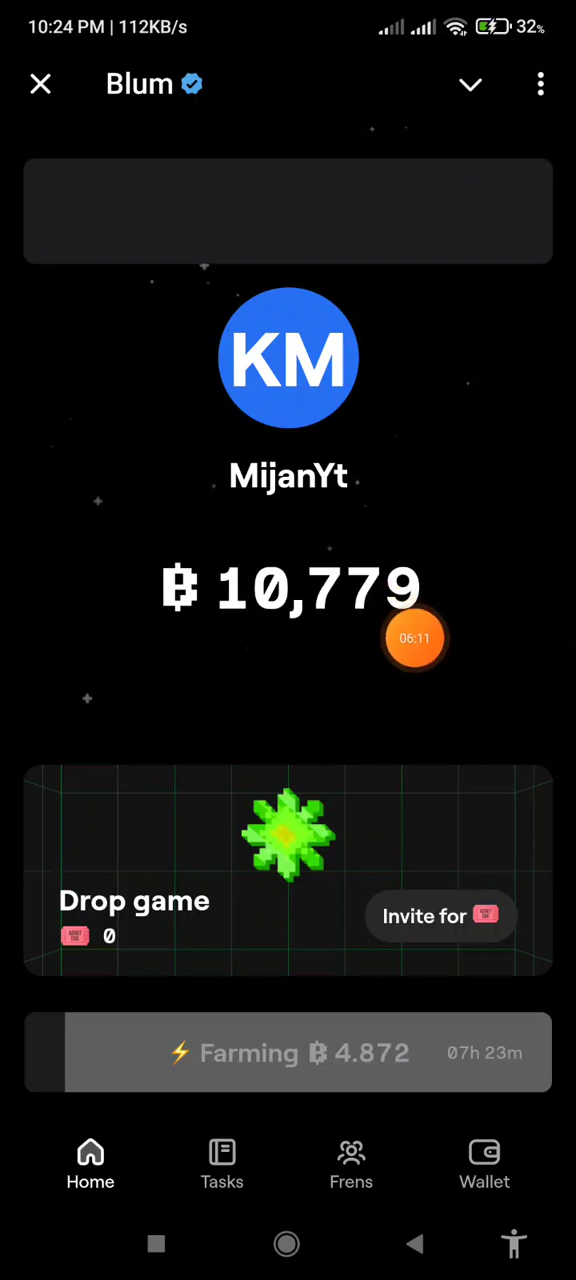 10:24 PM | 112KB/s 32%
Blum
KM
MijanYt
10,779
06:11
Drop game
Invite for
0
Farming 4.872 07h 23m
Home Tasks Frens Wallet